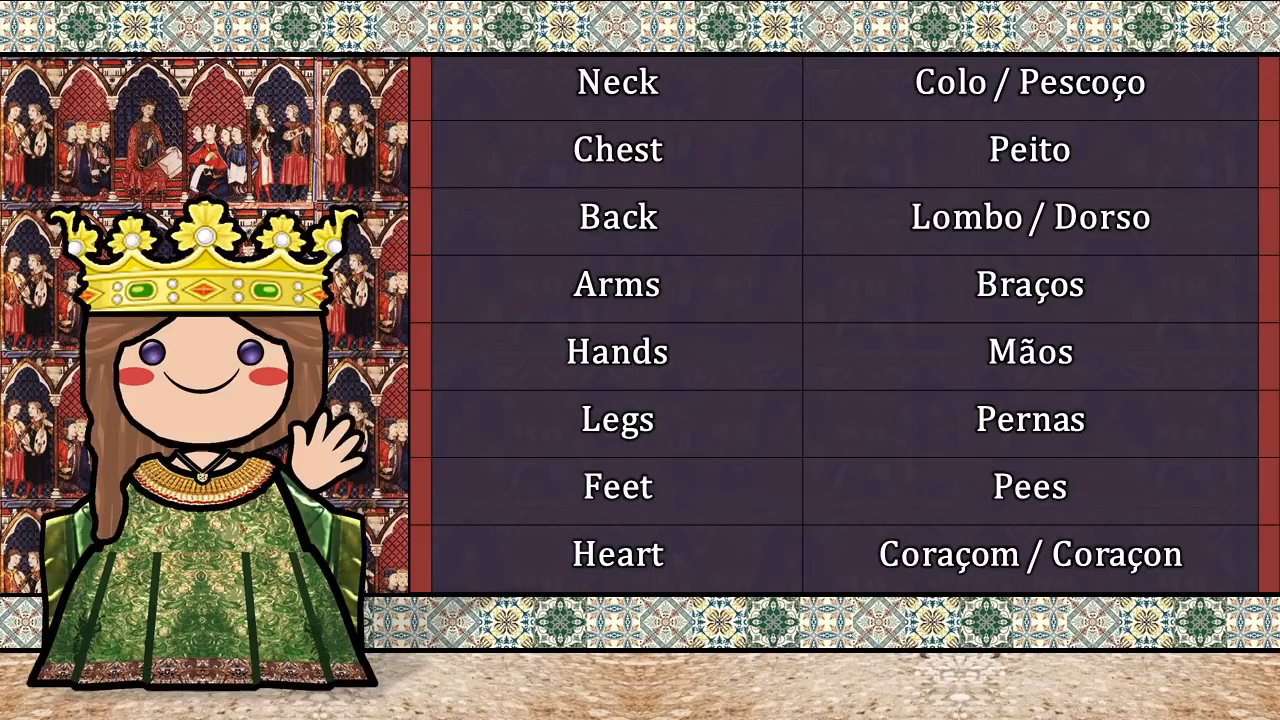 Neck Colo / Pescoço
Chest Peito
Back Lombo / Dorso
Arms Braços
Hands Mãos
Legs Pernas
Feet Pees
Heart Coraçom / Coraçon